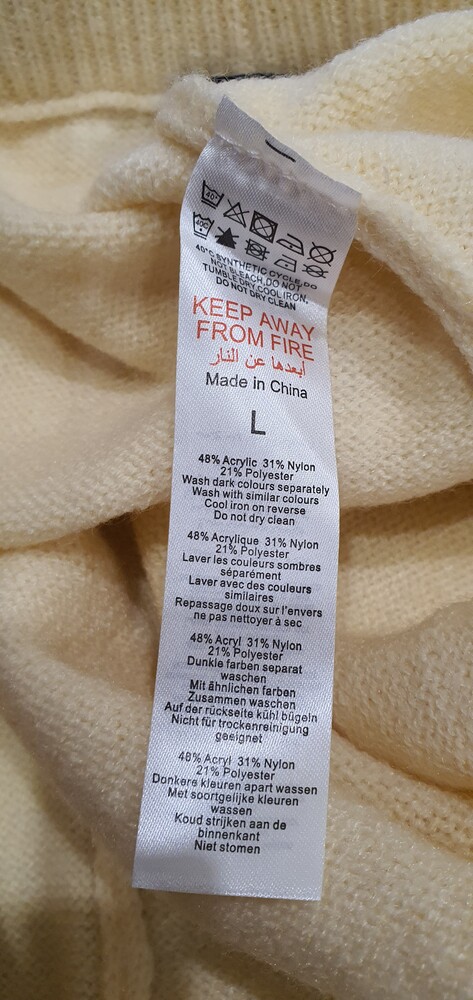 40°
40C
40°C SYNTHETIC CYCLE,DO
NOT BLEACH,DO NOT
TUMBLE DRY,COOL IRON,
DO NOT DRY CLEAN
KEEP AWAY
FROM FIRE
أبعدها عن النار
Made in China
L
48% Acrylic 31% Nylon
21% Polyester
Wash dark colours separately
Wash with similar colours
Cool iron on reverse
Do not dry clean
48% Acrylique 31% Nylon
21% Polyester
Laver les couleurs sombres
séparément
Laver avec des couleurs
similaires
Repassage doux sur l'envers
ne pas nettoyer à sec
48% Acryl 31% Nylon
21% Polyester
Dunkle farben separat
waschen
Mit ähnlichen farben
Zusammen waschen
Auf der rückseite kühl bügeln
Nicht für trockenreinigung
geeignet
48% Acryl 31% Nylon
21% Polyester
Donkere kleuren apart wassen
Met soortgelijke kleuren
wassen
Koud strijken aan de
binnenkant
Niet stomen